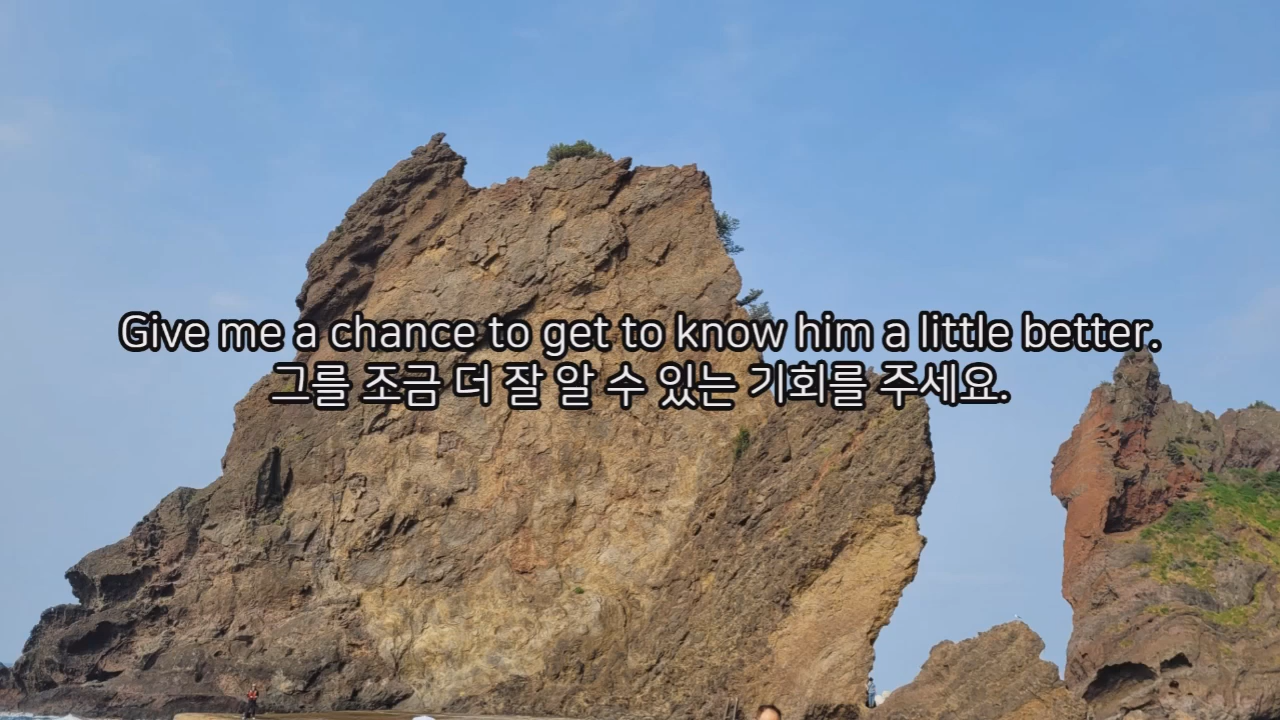 Give me a chance to get to know him a little better.
그를 조금 더 잘 알 수 있는 기회를 주세요.